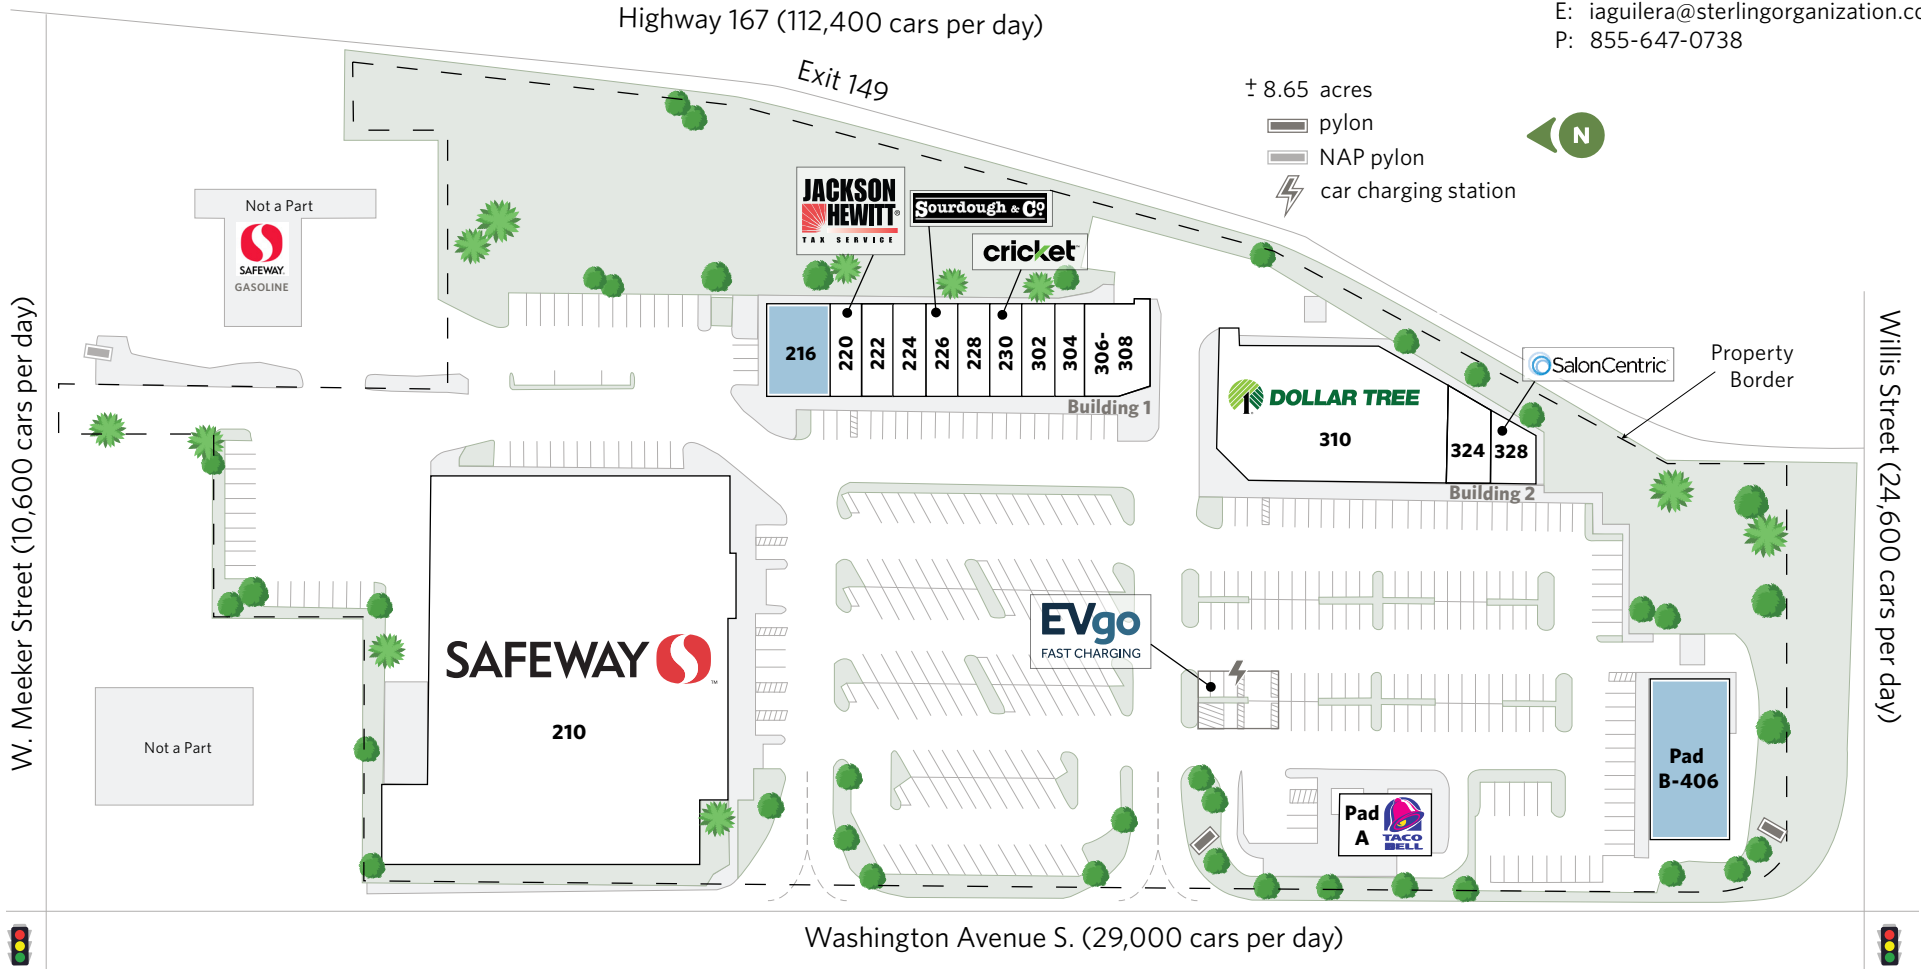 Highway 167 (112,400 cars per day)
E: iaguilera@sterlingorganization.co
P: 855-647-0738
Exit 149
± 8.65 acres
pylon
NAP pylon
car charging station
N
Not a Part
SAFEWAY.
GASOLINE
JACKSON
HEWITT®
TAX SERVICE
Sourdough & Co
cricket
216
220
222
224
226
228
230
302
304
306-
308
Building 1
DOLLAR TREE
310
324
328
Building 2
SalonCentric
Property
Border
W. Meeker Street (10,600 cars per day)
Willis Street (24,600 cars per day)
SAFEWAY
™
210
Not a Part
EVgo
FAST CHARGING
Pad
A
TACO
BELL
Pad
B-406
Washington Avenue S. (29,000 cars per day)